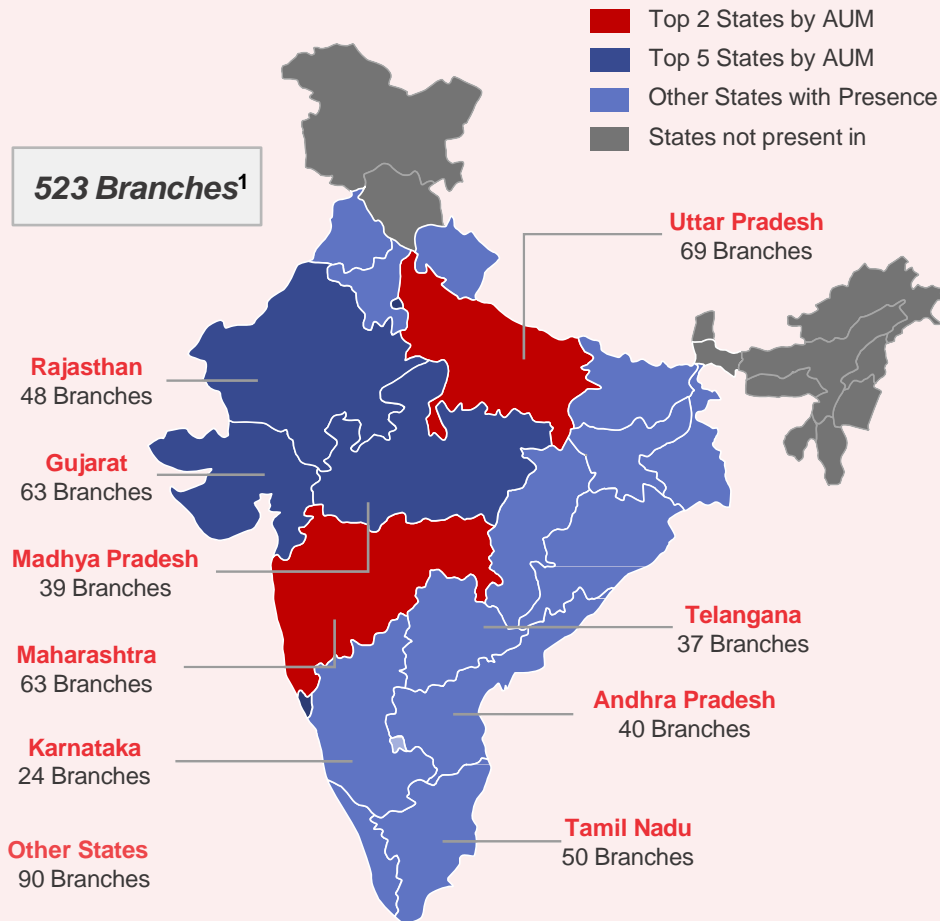 Top 2 States by AUM
Top 5 States by AUM
Other States with Presence
States not present in
523 Branches¹
Uttar Pradesh
69 Branches
Rajasthan
48 Branches
Gujarat
63 Branches
Madhya Pradesh
39 Branches
Telangana
37 Branches
Maharashtra
63 Branches
Andhra Pradesh
40 Branches
Karnataka
24 Branches
Tamil Nadu
50 Branches
Other States
90 Branches